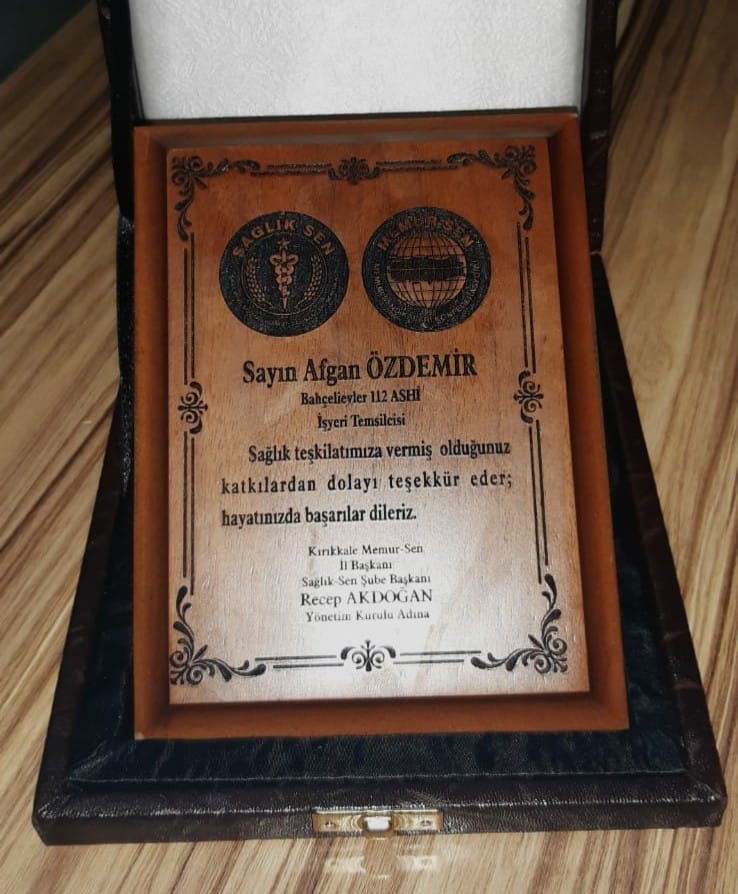 SAĞLIK SEN
MEMUR-SEN
Sayın Afgan ÖZDEMİR
Bahçelievler 112 ASHİ
İşyeri Temsilcisi
Sağlık teşkilatımıza vermiş olduğunuz
katkılardan dolayı teşekkür eder;
hayatınızda başarılar dileriz.
Kırıkkale Memur-Sen
İl Başkanı
Sağlık-Sen Şube Başkanı
Recep AKDOĞAN
Yönetim Kurulu Adına